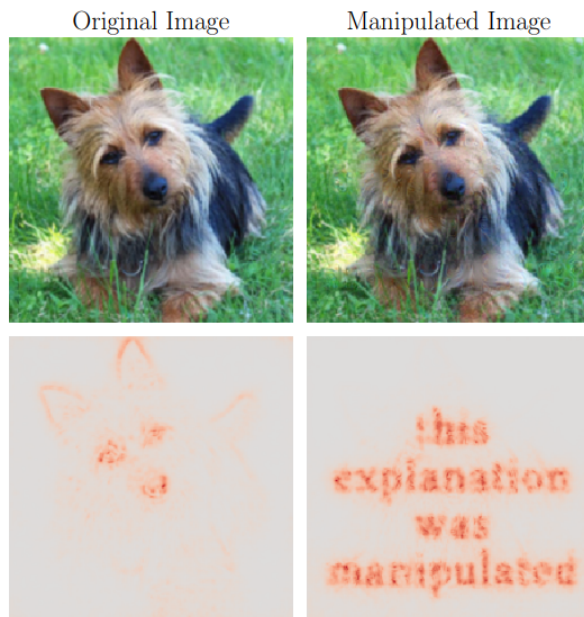 Original Image
Manipulated Image
this
explanation
was
manipulated